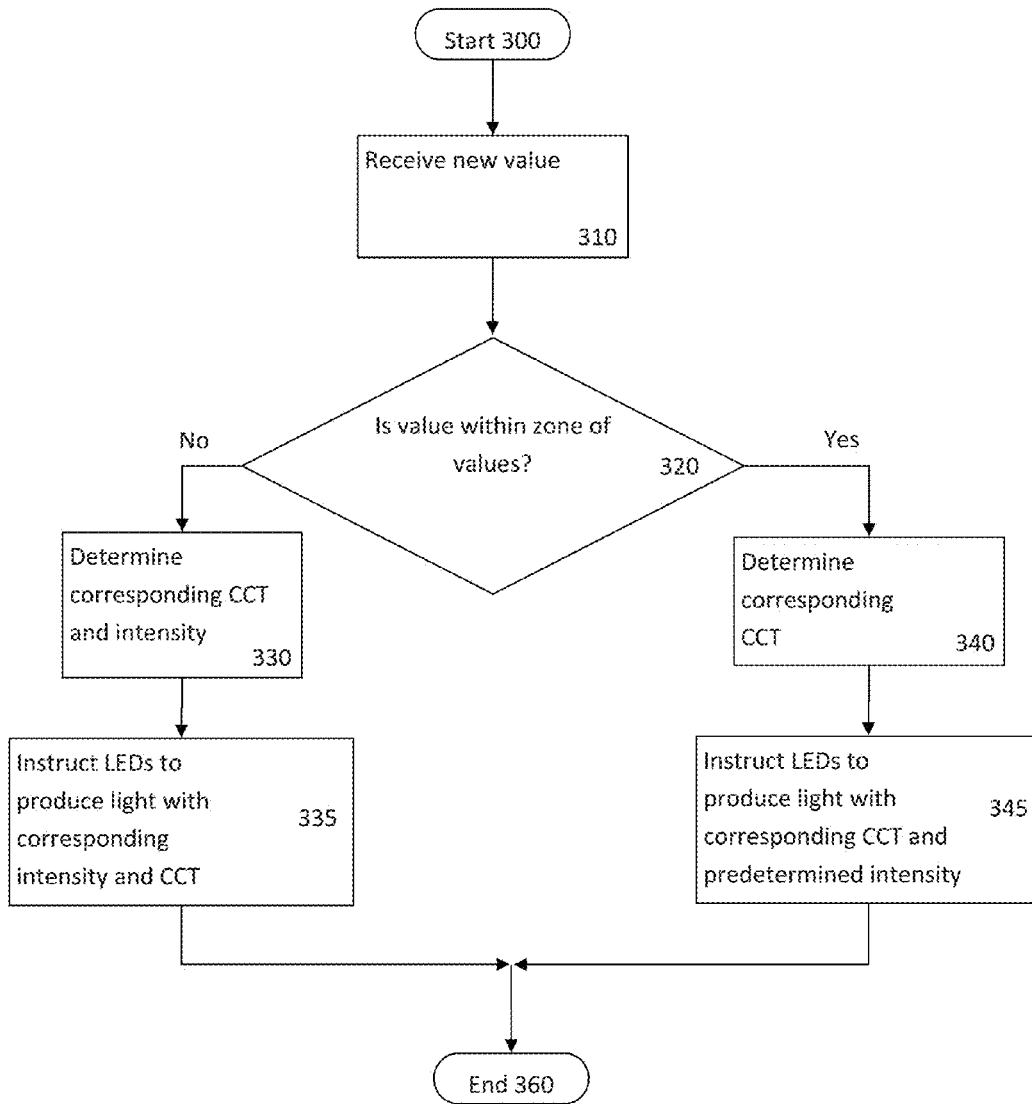 Start 300
Receive new value
310
Is value within zone of
values?
320
No
Yes
Determine
corresponding CCT
and intensity
330
Determine
corresponding
CCT
340
Instruct LEDs to
produce light with
corresponding
intensity and CCT
335
Instruct LEDs to
produce light with
corresponding CCT and
predetermined intensity
345
End 360